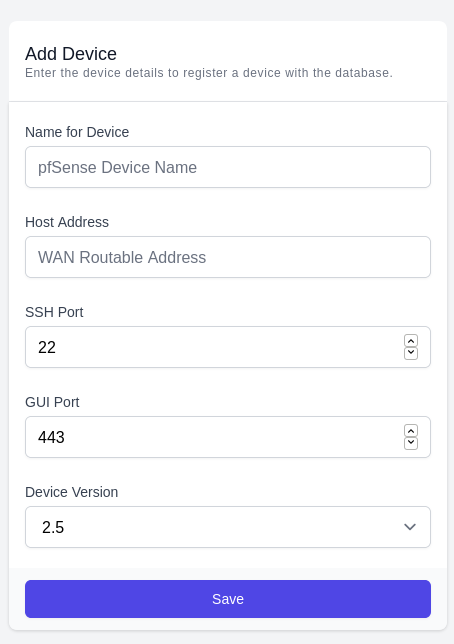 Add Device
Enter the device details to register a device with the database.
Name for Device
pfSense Device Name
Host Address
WAN Routable Address
SSH Port
22
GUI Port
443
Device Version
2.5
Save